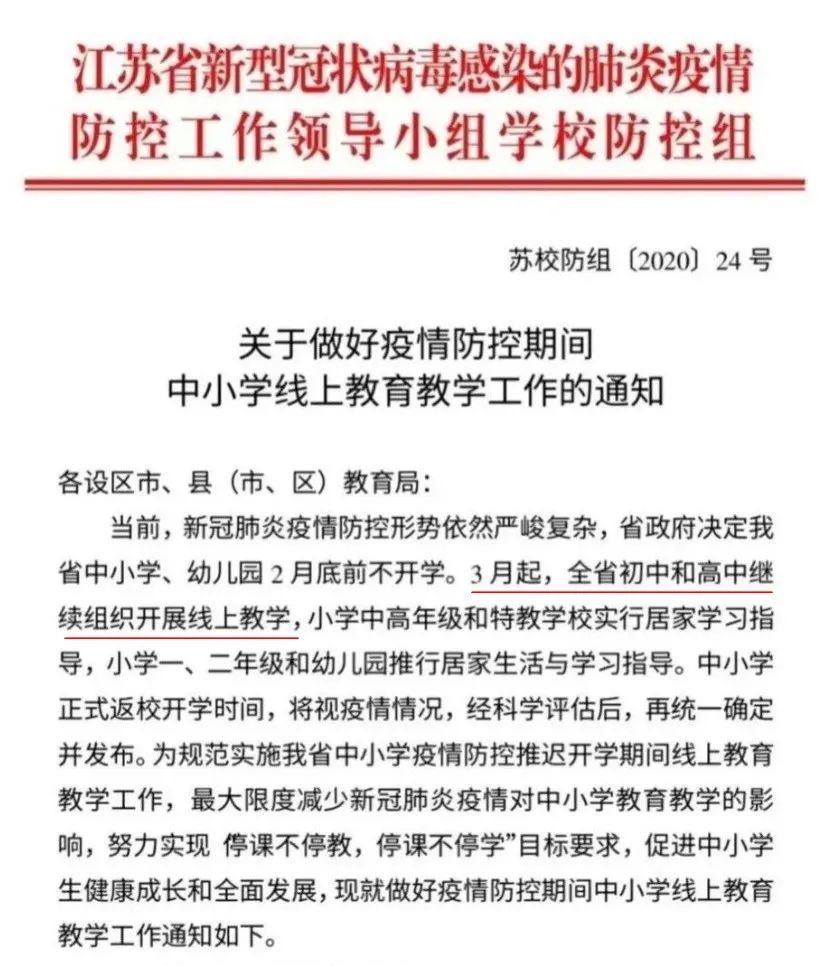 江苏省新型冠状病毒感染的肺炎疫情
防控工作领导小组学校防控组
苏校防组〔2020〕24 号
关于做好疫情防控期间
中小学线上教育教学工作的通知
各设区市、县（市、区）教育局：
当前，新冠肺炎疫情防控形势依然严峻复杂，省政府决定我
省中小学、幼儿园 2 月底前不开学。3 月起，全省初中和高中继
续组织开展线上教学，小学中高年级和特教学校实行居家学习指
导，小学一、二年级和幼儿园推行居家生活与学习指导。中小学
正式返校开学时间，将视疫情情况，经科学评估后，再统一确定
并发布。为规范实施我省中小学疫情防控推迟开学期间线上教育
教学工作，最大限度减少新冠肺炎疫情对中小学教育教学的影
响，努力实现“停课不停教，停课不停学”目标要求，促进中小学
生健康成长和全面发展，现就做好疫情防控期间中小学线上教育
教学工作通知如下。